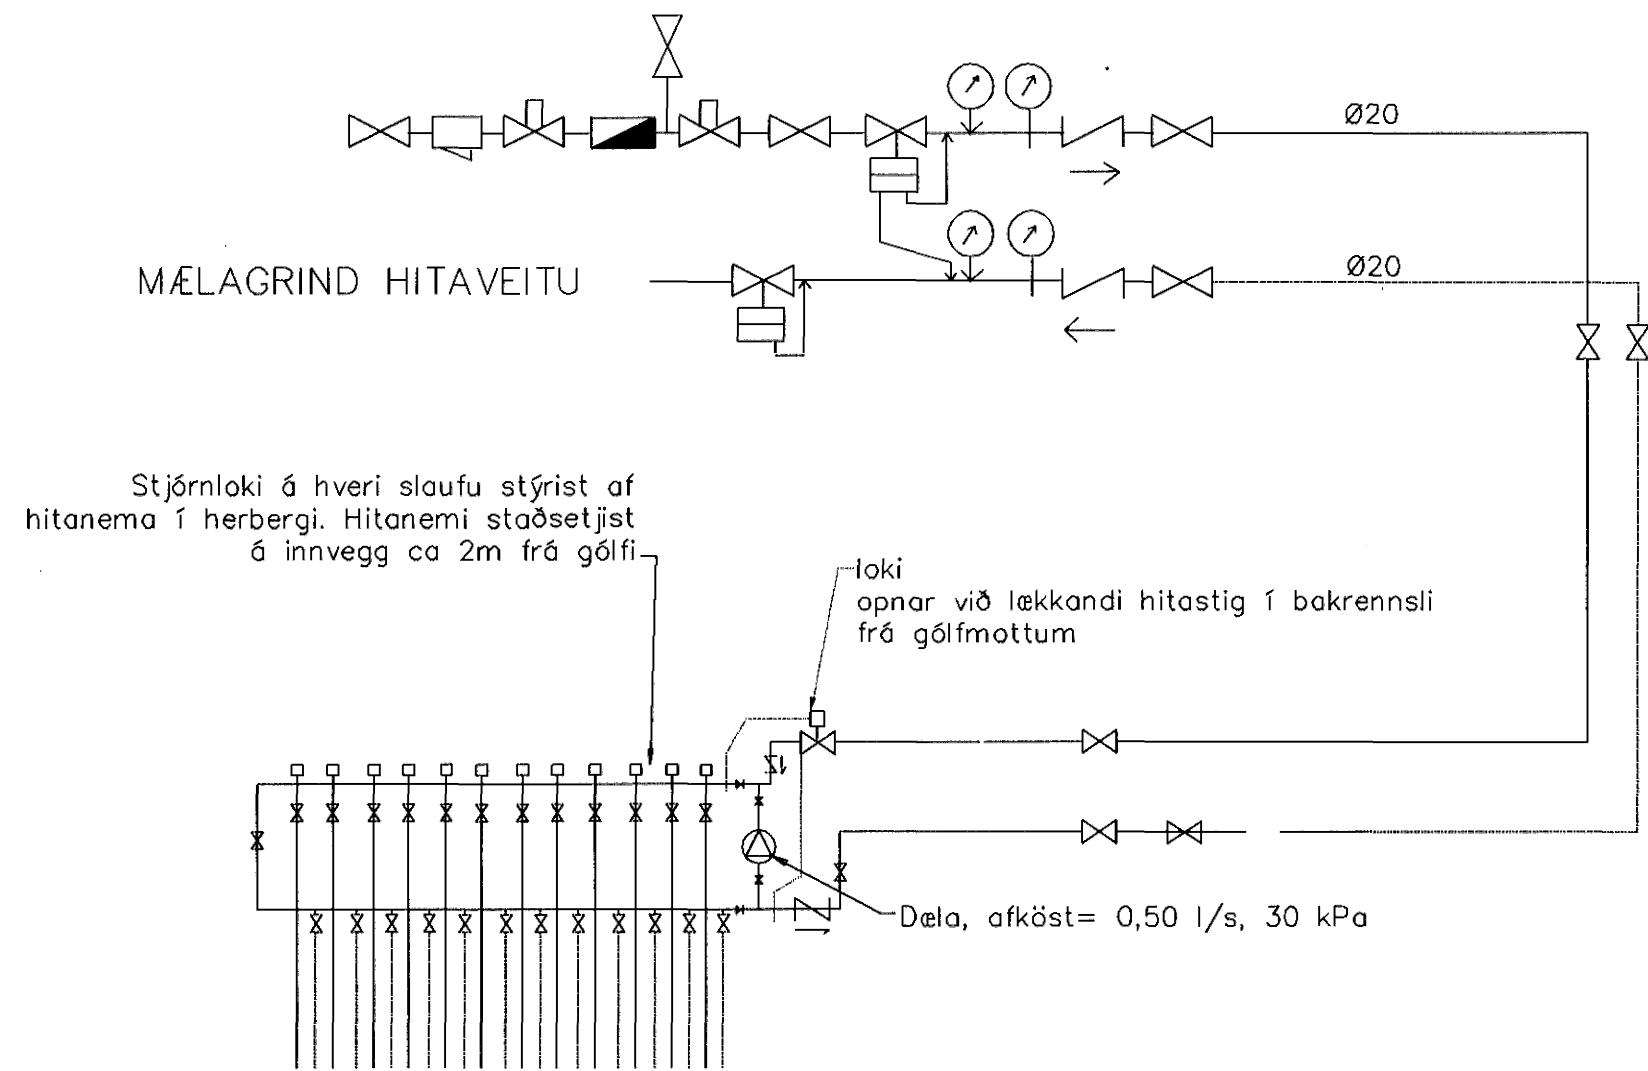 Ø20
MÆLAGRIND HITAVEITU
Ø20
Stjórnloki á hveri slaufu stýrist af
hitanema í herbergi. Hitanemi staðsetjist
á innvegg ca 2m frá gólfi
loki
opnar við lækkandi hitastig í bakrennsli
frá gólfmottum
Dæla, afköst= 0,50 l/s, 30 kPa